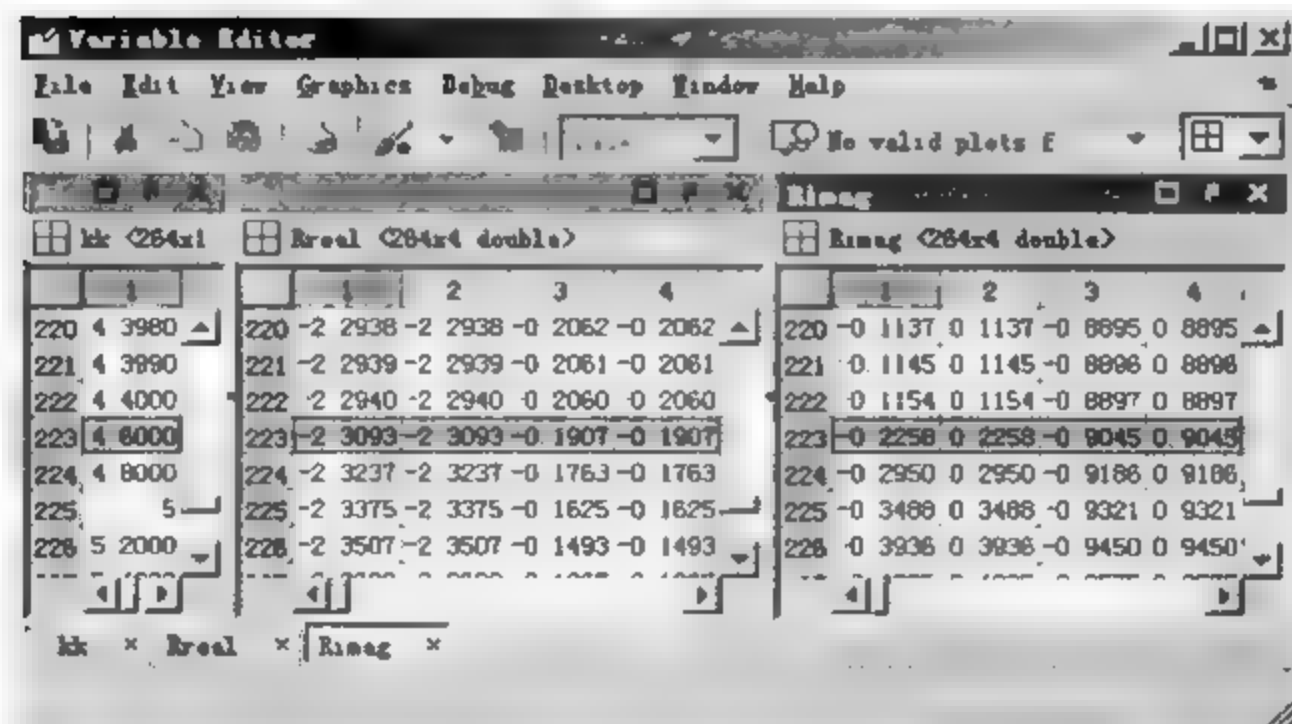 Variable Editor
File Edit View Graphics Debug Desktop Window Help
No valid plots f
Rimag
kk <264x1
Rreal <264x4 double>
Rimag <264x4 double>
1
1 2 3 4
1 2 3 4
220 4 3980
221 4 3990
222 4 4000
223 4 6000
224 4 8000
225 5
226 5 2000
220 -2 2938 -2 2938 -0 2062 -0 2062
221 -2 2939 -2 2939 -0 2061 -0 2061
222 -2 2940 -2 2940 -0 2060 -0 2060
223 -2 3093 -2 3093 -0 1907 -0 1907
224 -2 3237 -2 3237 -0 1763 -0 1763
225 -2 3375 -2 3375 -0 1625 -0 1625
226 -2 3507 -2 3507 -0 1493 -0 1493
220 -0 1137 0 1137 -0 8895 0 8895
221 -0 1145 0 1145 -0 8896 0 8896
222 -0 1154 0 1154 -0 8897 0 8897
223 -0 2258 0 2258 -0 9045 0 9045
224 -0 2950 0 2950 -0 9186 0 9186
225 -0 3488 0 3488 -0 9321 0 9321
226 -0 3936 0 3936 -0 9450 0 9450
kk × Rreal × Rimag ×